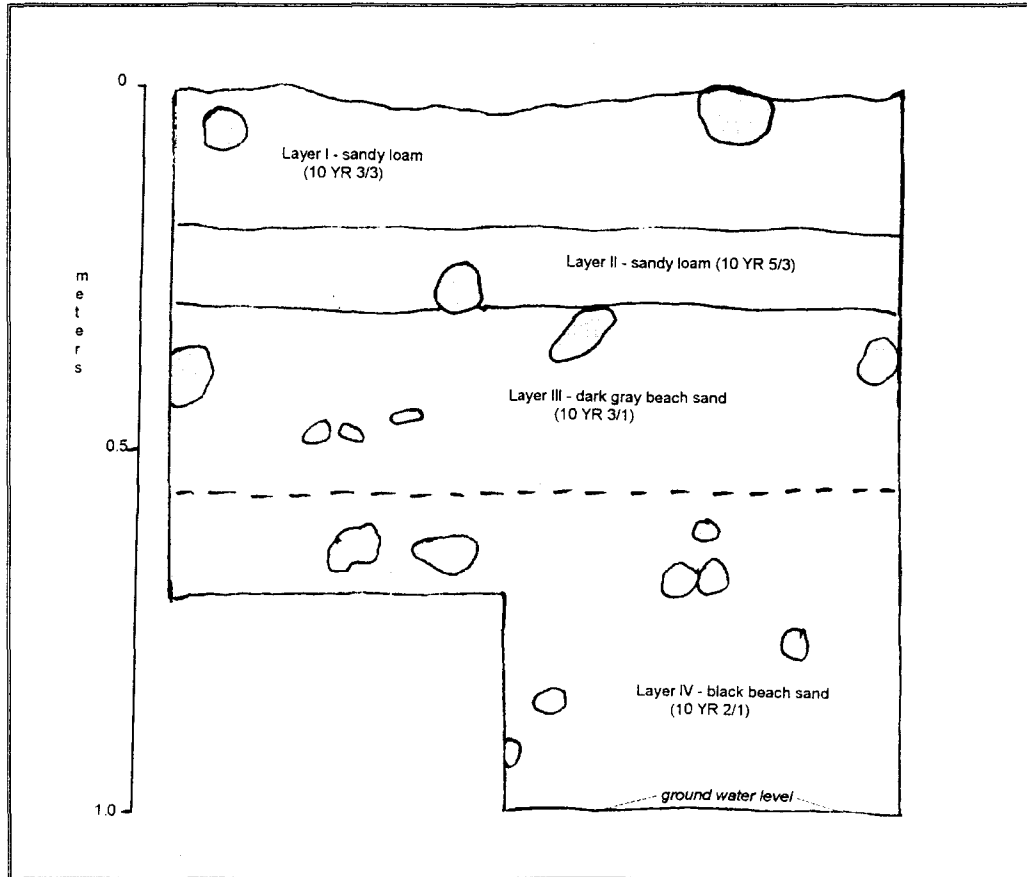 0
Layer I - sandy loam
(10 YR 3/3)
Layer II - sandy loam (10 YR 5/3)
meters
Layer III - dark gray beach sand
(10 YR 3/1)
0.5
Layer IV - black beach sand
(10 YR 2/1)
ground water level
1.0